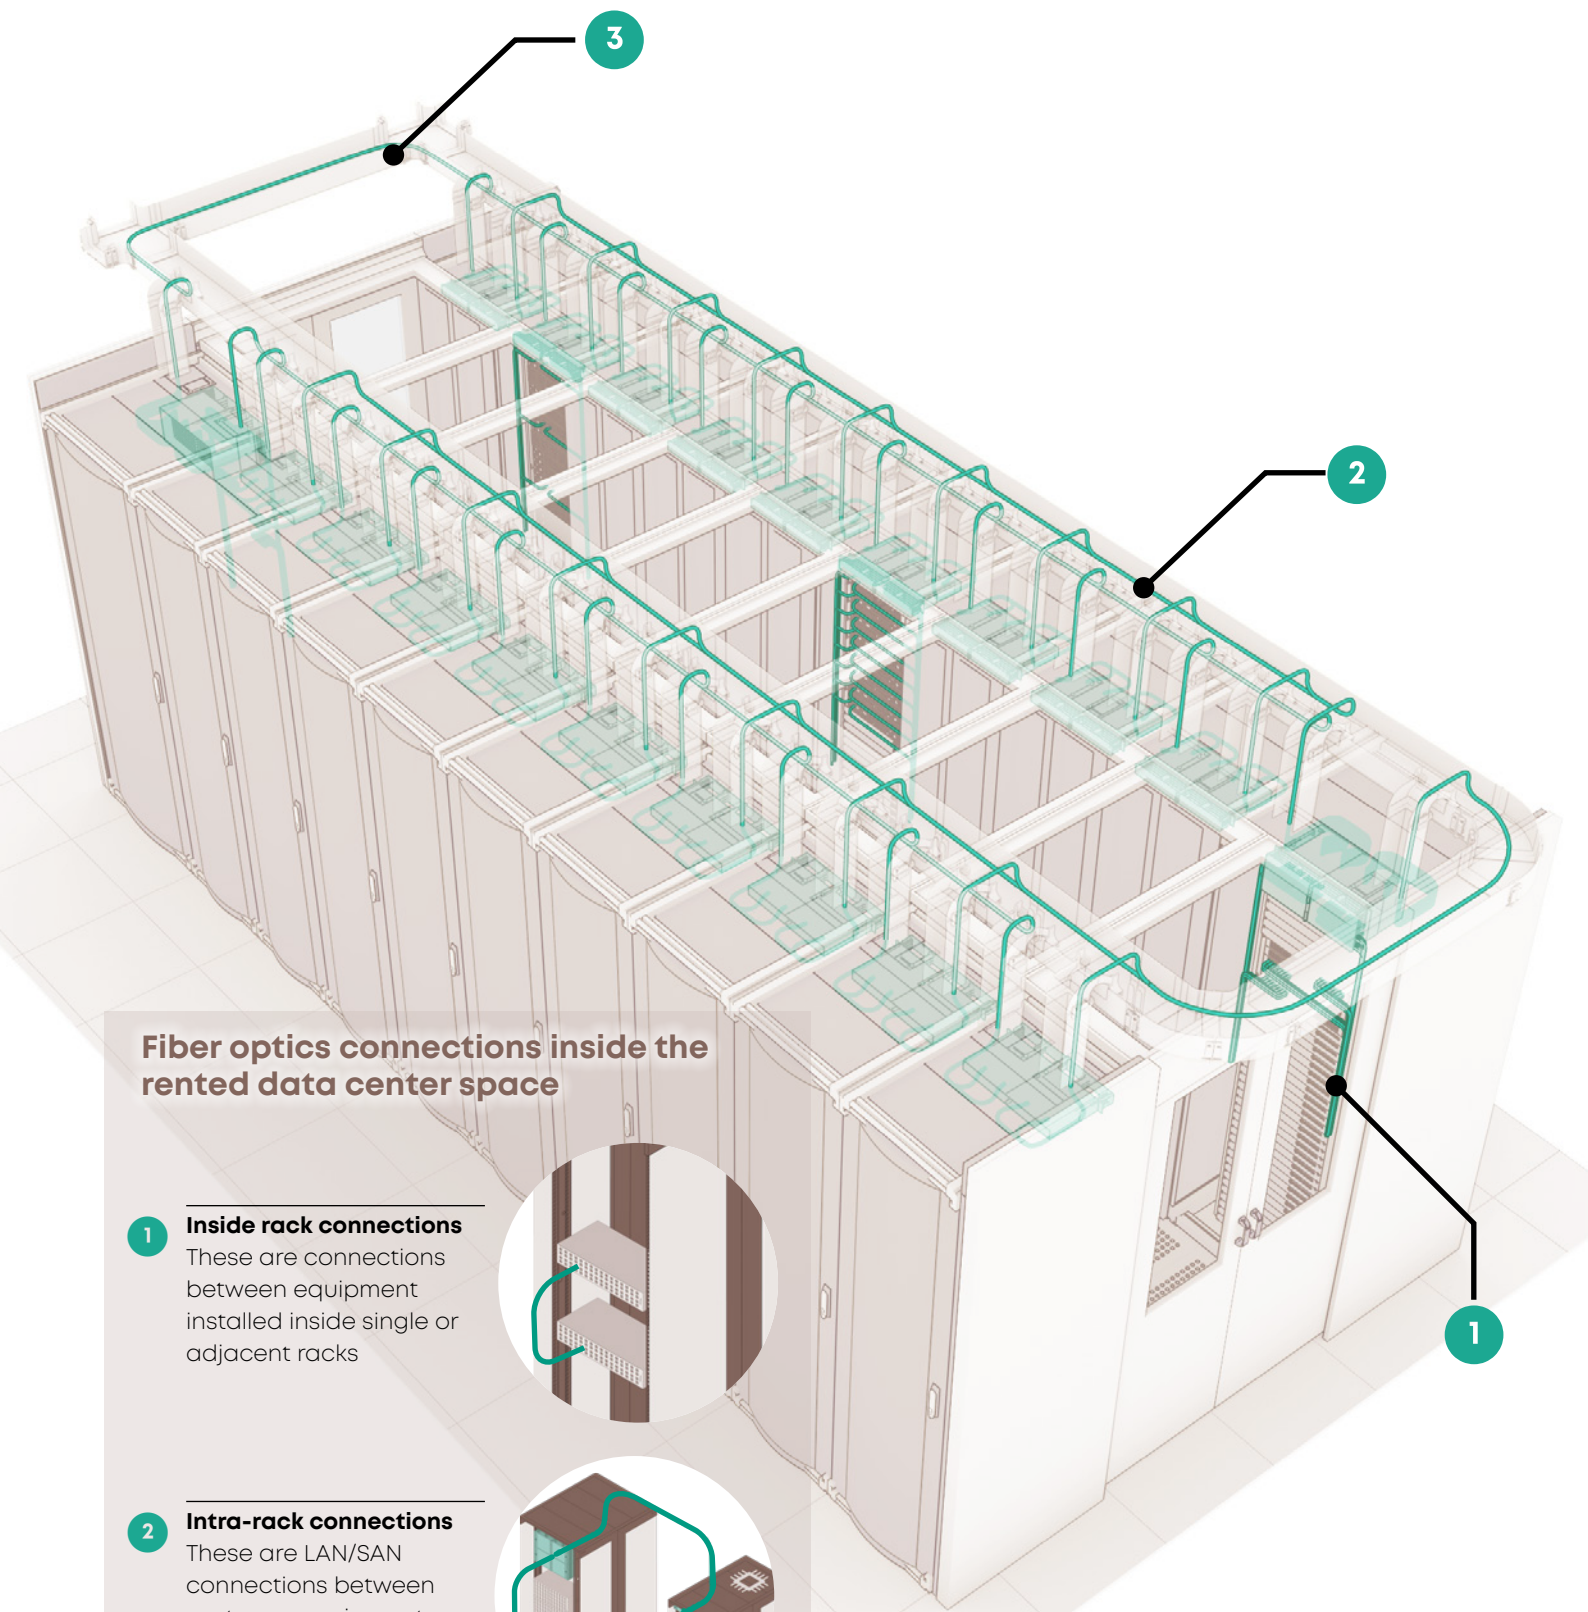 3
2
1
Fiber optics connections inside the
rented data center space
1
Inside rack connections
These are connections
between equipment
installed inside single or
adjacent racks
2
Intra-rack connections
These are LAN/SAN
connections between